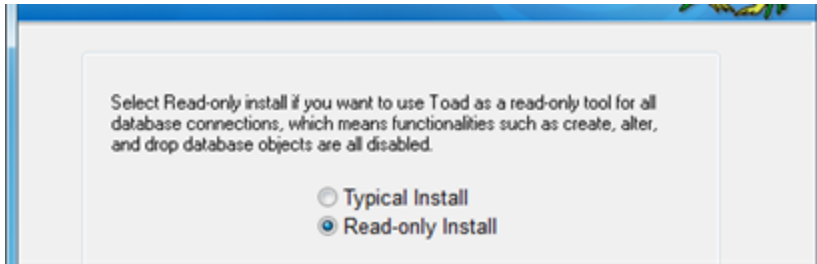 Select Read-only install if you want to use Toad as a read-only tool for all
database connections, which means functionalities such as create, alter,
and drop database objects are all disabled.
Typical Install
Read-only Install